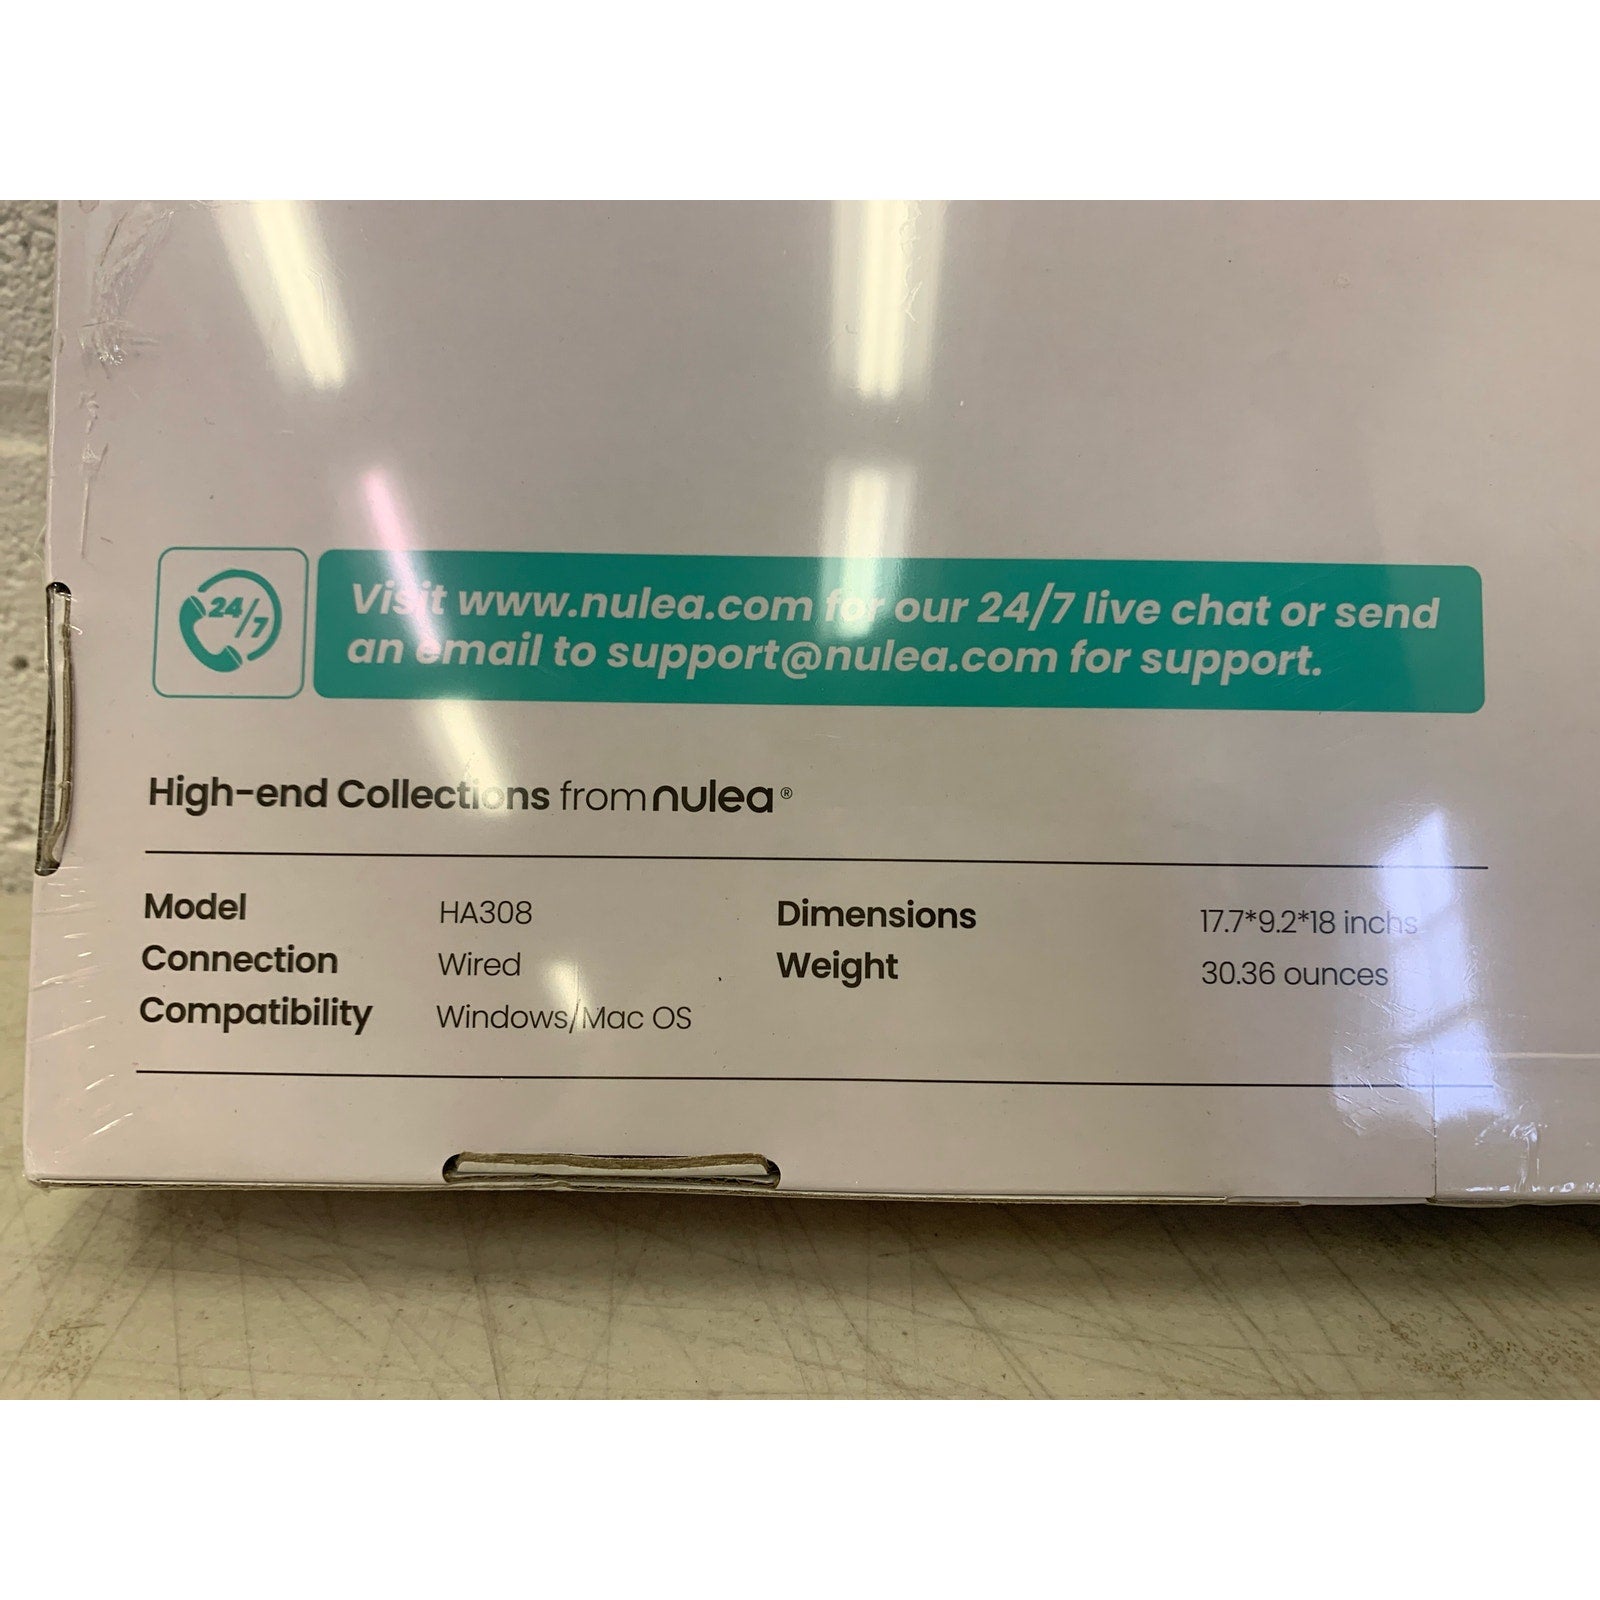 24/7
Visit www.nulea.com for our 24/7 live chat or send
an email to support@nulea.com for support.
High-end Collections from nulea®
Model HA308 Dimensions 17.7*9.2*18 inchs
Connection Wired Weight 30.36 ounces
Compatibility Windows/Mac OS